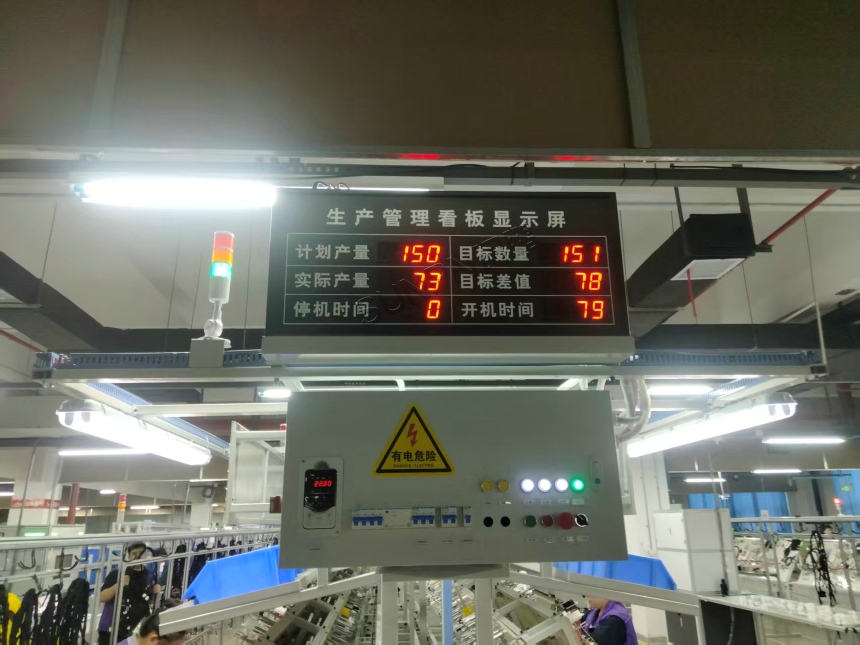 生产管理看板显示屏
计划产量 150 目标数量 151
实际产量 73 目标差值 78
停机时间 0 开机时间 79
有电危险